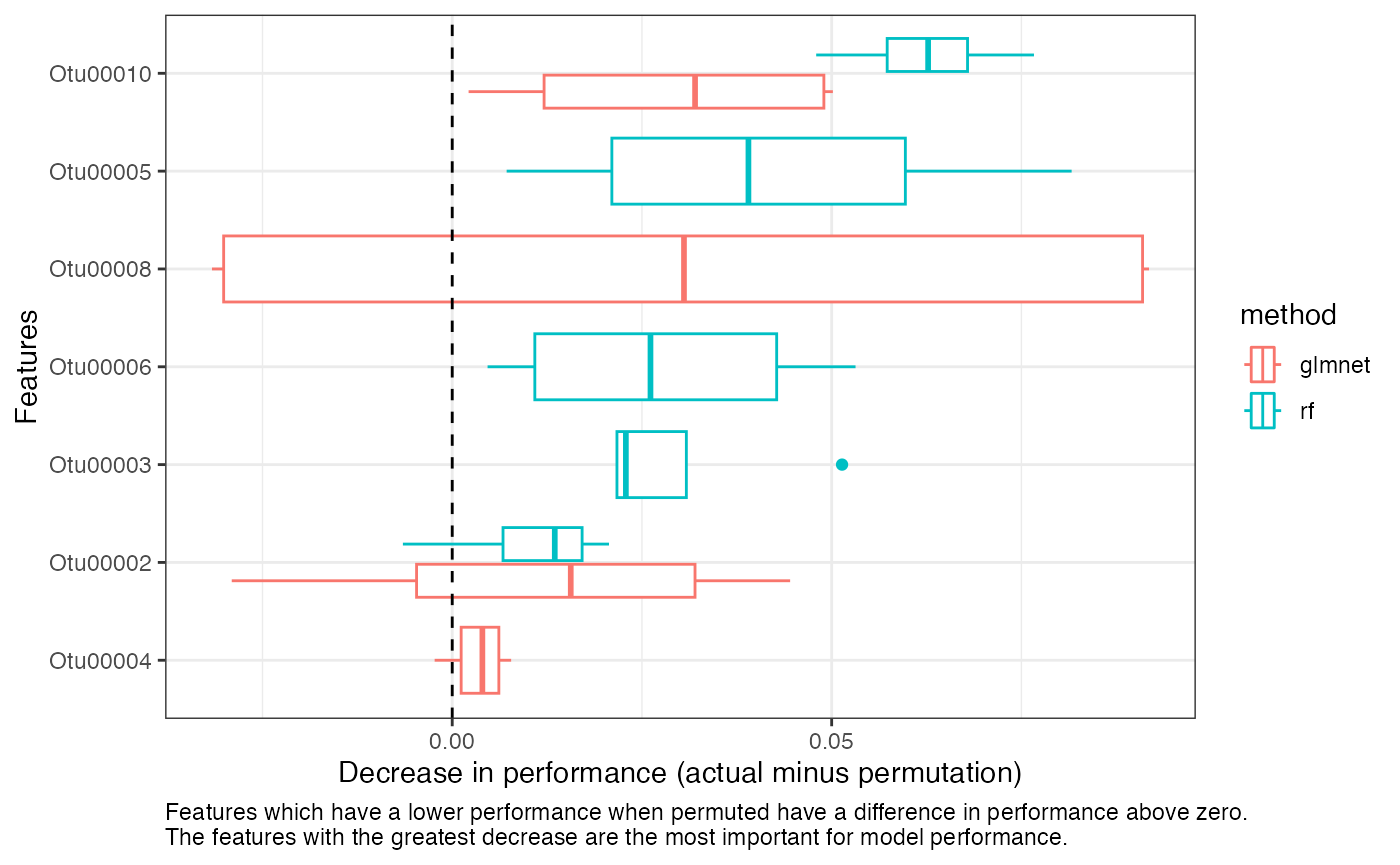 Otu00010
Otu00005
Otu00008
Otu00006
Otu00003
Otu00002
Otu00004
Features
0.00
0.05
Decrease in performance (actual minus permutation)
method
glmnet
rf
Features which have a lower performance when permuted have a difference in performance above zero.
The features with the greatest decrease are the most important for model performance.